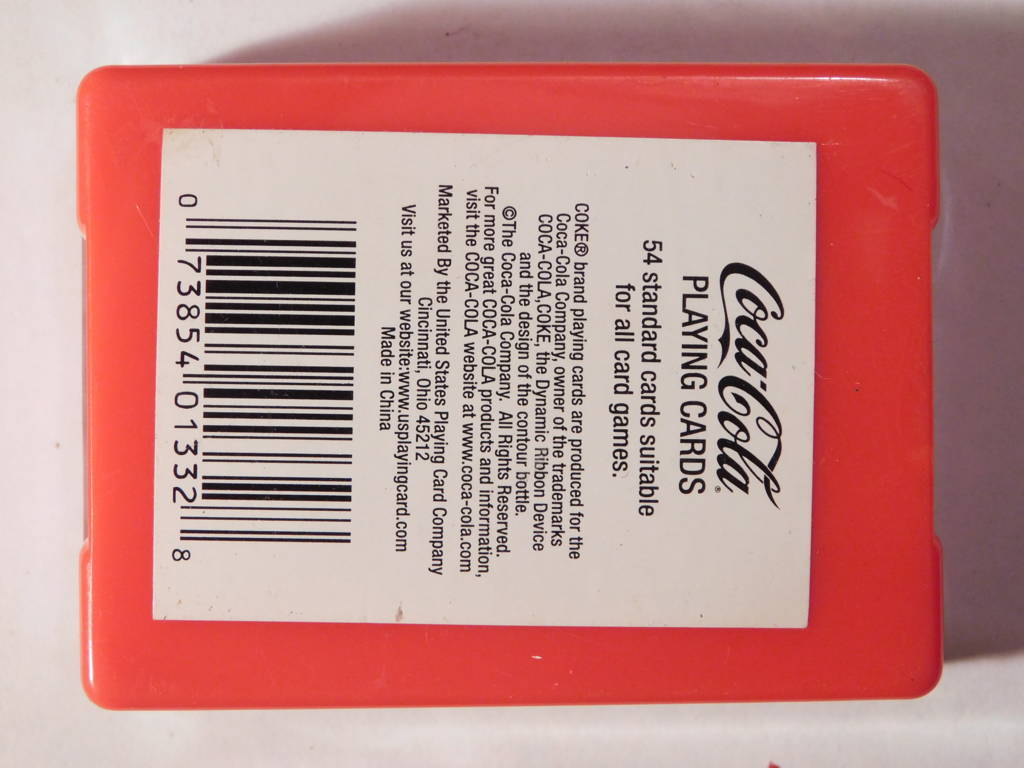 Coca-Cola®
PLAYING CARDS
54 standard cards suitable
for all card games.
COKE® brand playing cards are produced for the
Coca-Cola Company, owner of the trademarks
COCA-COLA,COKE, the Dynamic Ribbon Device
and the design of the contour bottle.
©The Coca-Cola Company. All Rights Reserved.
For more great COCA-COLA products and information,
visit the COCA-COLA website at www.coca-cola.com
Marketed By the United States Playing Card Company
Cincinnati, Ohio 45212
Visit us at our website:www.usplayingcard.com
Made in China
0 73854 01332 8